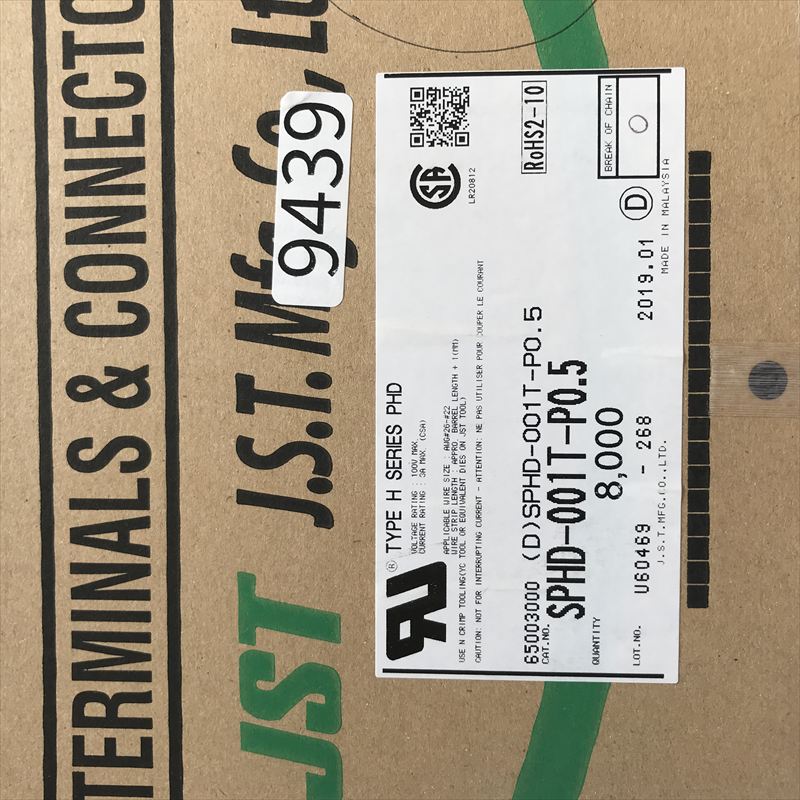 TERMINALS & CONNECTO
JST J.S.T. Mfg. Co., Lt
9439
® TYPE H SERIES PHD
VOLTAGE RATING : 100V MAX.
CURRENT RATING : 3A MAX. (CSA)
APPLICABLE WIRE SIZE : AWG#26-#22
WIRE STRIP LENGTH : APPRO. BARREL LENGTH + 1(MM)
USE N CRIMP TOOLING(YC TOOL OR EQUIVALENT DIES ON JST TOOL)
CAUTION: NOT FOR INTERRUPTING CURRENT - ATTENTION: NE PAS UTILISER POUR COUPER LE COURANT
LR20812
RoHS2-10
65003000 (D)SPHD-001T-P0.5
CAT.NO. SPHD-001T-P0.5
QUANTITY 8,000
BREAK OF CHAIN
O
LOT.NO. U60469 - 268 2019.01 D
J.S.T.MFG.CO.,LTD. MADE IN MALAYSIA